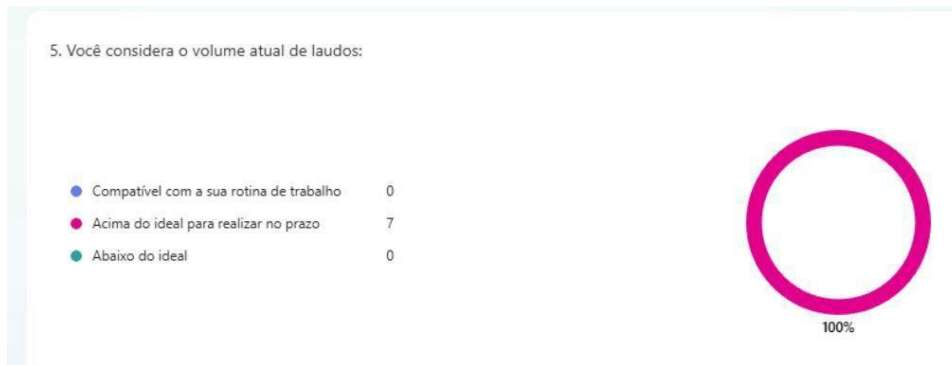 5. Você considera o volume atual de laudos:
Compatível com a sua rotina de trabalho 0
Acima do ideal para realizar no prazo 7
Abaixo do ideal 0
100%